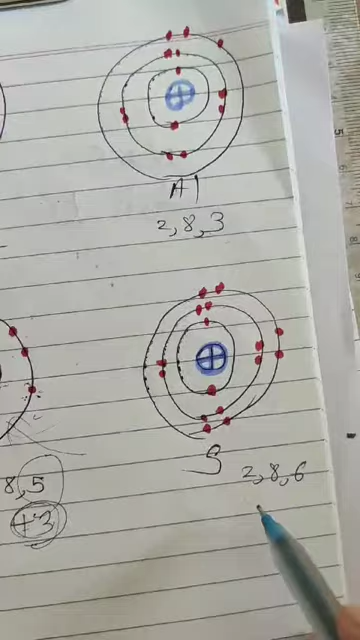 Al
2, 8, 3
S
2, 8, 6
8, 5
+3